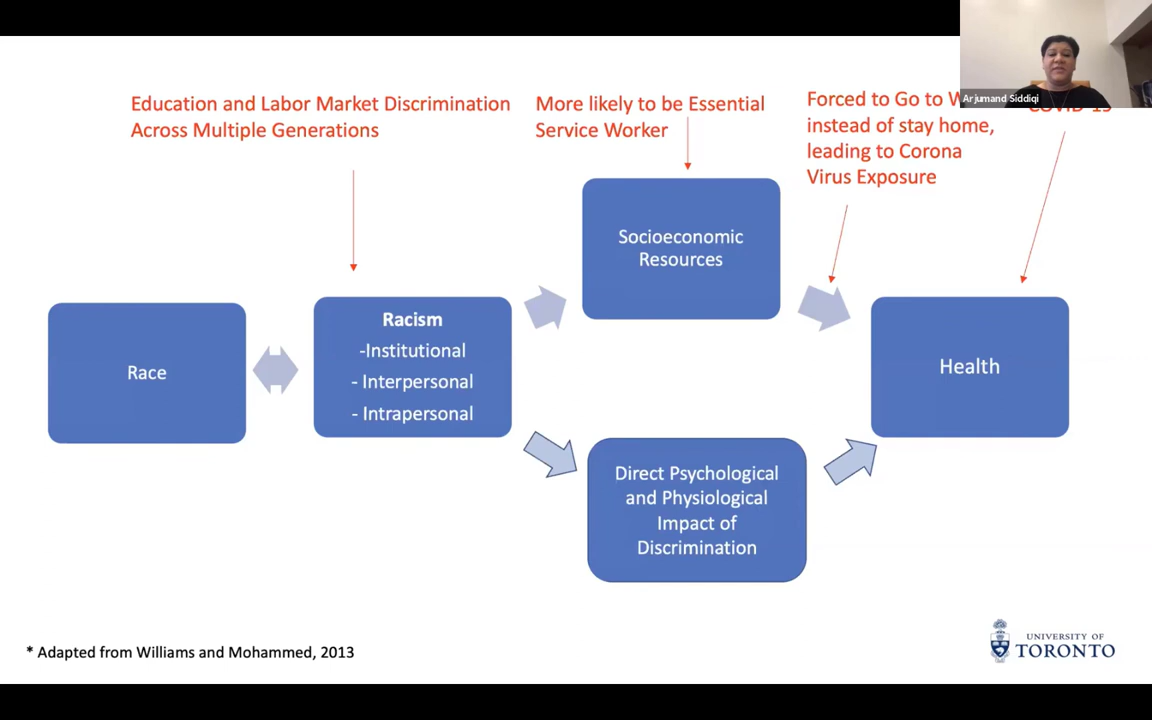 Education and Labor Market Discrimination
Across Multiple Generations
More likely to be Essential
Service Worker
Forced to Go to
instead of stay home,
leading to Corona
Virus Exposure
Arjumand Siddiqi
Socioeconomic
Resources
Race
Racism
-Institutional
- Interpersonal
- Intrapersonal
Health
Direct Psychological
and Physiological
Impact of
Discrimination
* Adapted from Williams and Mohammed, 2013
UNIVERSITY OF
TORONTO